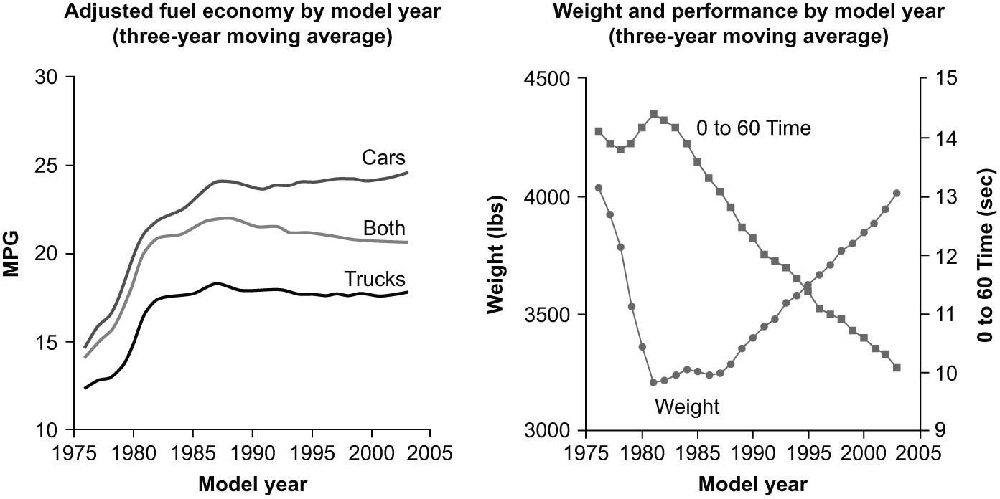 Adjusted fuel economy by model year
(three-year moving average)
30
25
20
15
10
MPG
Cars
Both
Trucks
1975 1980 1985 1990 1995 2000 2005
Model year
Weight and performance by model year
(three-year moving average)
4500
4000
3500
3000
Weight (lbs)
0 to 60 Time
Weight
15
14
13
12
11
10
9
0 to 60 Time (sec)
1975 1980 1985 1990 1995 2000 2005
Model year